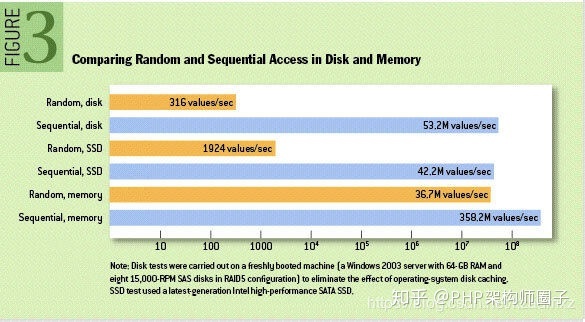 FIGURE 3
Comparing Random and Sequential Access in Disk and Memory
Random, disk 316 values/sec
Sequential, disk 53.2M values/sec
Random, SSD 1924 values/sec
Sequential, SSD 42.2M values/sec
Random, memory 36.7M values/sec
Sequential, memory 358.2M values/sec
10 100 1000 10⁴ 10⁵ 10⁶ 10⁷ 10⁸
Note: Disk tests were carried out on a freshly booted machine (a Windows 2003 server with 64-GB RAM and
eight 15,000-RPM SAS disks in RAID5 configuration) to eliminate the effect of operating-system disk caching.
SSD test used a latest-generation Intel high-performance SATA SSD.
知乎 @PHP架构师圈子